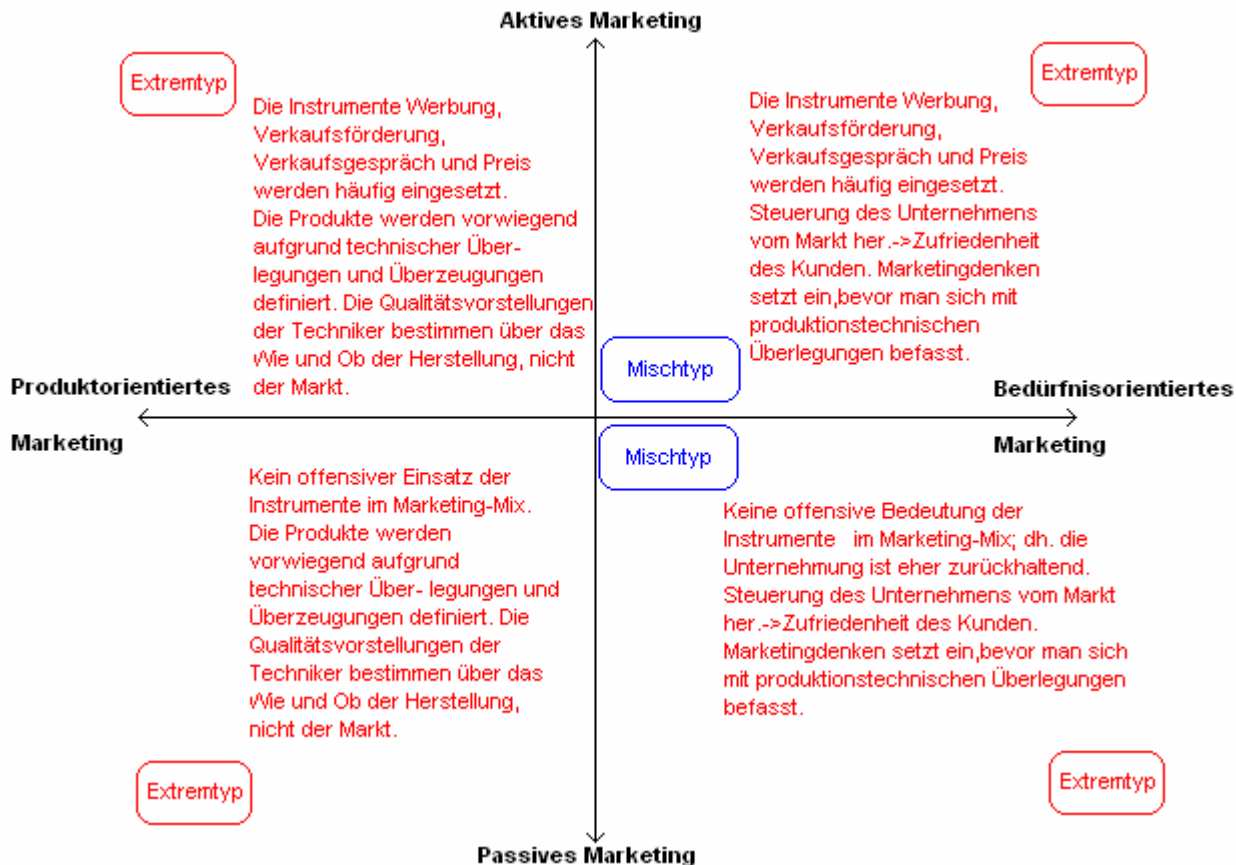 Aktives Marketing
Extremtyp
Die Instrumente Werbung,
Verkaufsförderung,
Verkaufsgespräch und Preis
werden häufig eingesetzt.
Die Produkte werden vorwiegend
aufgrund technischer Über-
legungen und Überzeugungen
definiert. Die Qualitätsvorstellungen
der Techniker bestimmen über das
Wie und Ob der Herstellung, nicht
der Markt.
Extremtyp
Die Instrumente Werbung,
Verkaufsförderung,
Verkaufsgespräch und Preis
werden häufig eingesetzt.
Steuerung des Unternehmens
vom Markt her.->Zufriedenheit
des Kunden. Marketingdenken
setzt ein,bevor man sich mit
produktionstechnischen
Überlegungen befasst.
Mischtyp
Produktorientiertes
Marketing
Bedürfnisorientiertes
Marketing
Mischtyp
Kein offensiver Einsatz der
Instrumente im Marketing-Mix.
Die Produkte werden
vorwiegend aufgrund
technischer Über- legungen und
Überzeugungen definiert. Die
Qualitätsvorstellungen der
Techniker bestimmen über das
Wie und Ob der Herstellung,
nicht der Markt.
Extremtyp
Keine offensive Bedeutung der
Instrumente im Marketing-Mix; dh. die
Unternehmung ist eher zurückhaltend.
Steuerung des Unternehmens vom Markt
her.->Zufriedenheit des Kunden.
Marketingdenken setzt ein,bevor man sich
mit produktionstechnischen Überlegungen
befasst.
Extremtyp
Passives Marketing